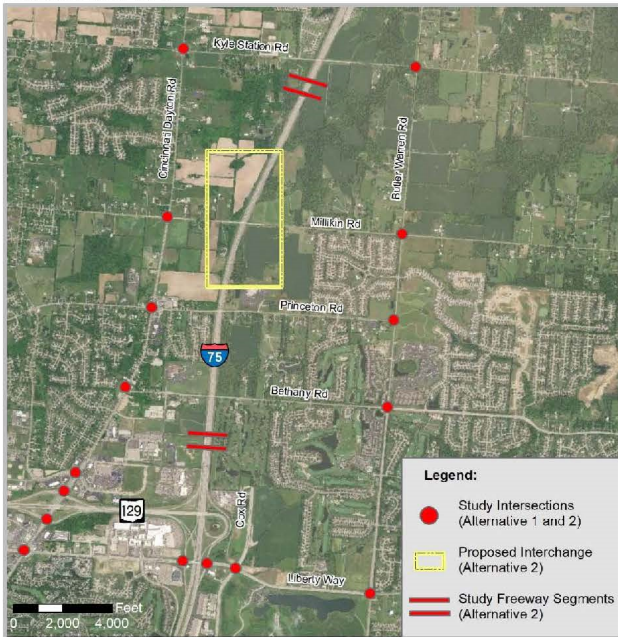 Kyle Station Rd
Cincinnati Dayton Rd
Butler Warren Rd
Millikin Rd
Princeton Rd
75
Bethany Rd
129
Cox Rd
Liberty Way
Feet
0 2,000 4,000
Legend:
Study Intersections
(Alternative 1 and 2)
Proposed Interchange
(Alternative 2)
Study Freeway Segments
(Alternative 2)